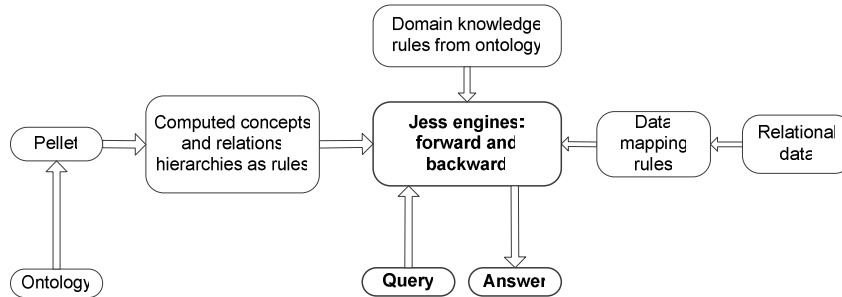 Domain knowledge
rules from ontology
Computed concepts
and relations
hierarchies as rules
Pellet
Jess engines:
forward and
backward
Data
mapping
rules
Relational
data
Ontology
Query
Answer